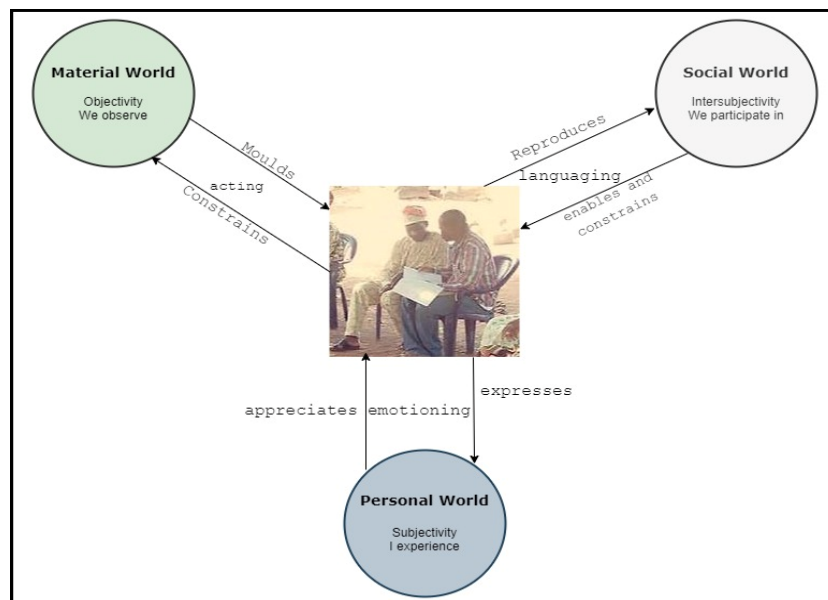 Material World
Objectivity
We observe
Social World
Intersubjectivity
We participate in
Moulds
acting
Constrains
Reproduces
languaging
enables and
constrains
appreciates emotioning
expresses
Personal World
Subjectivity
I experience